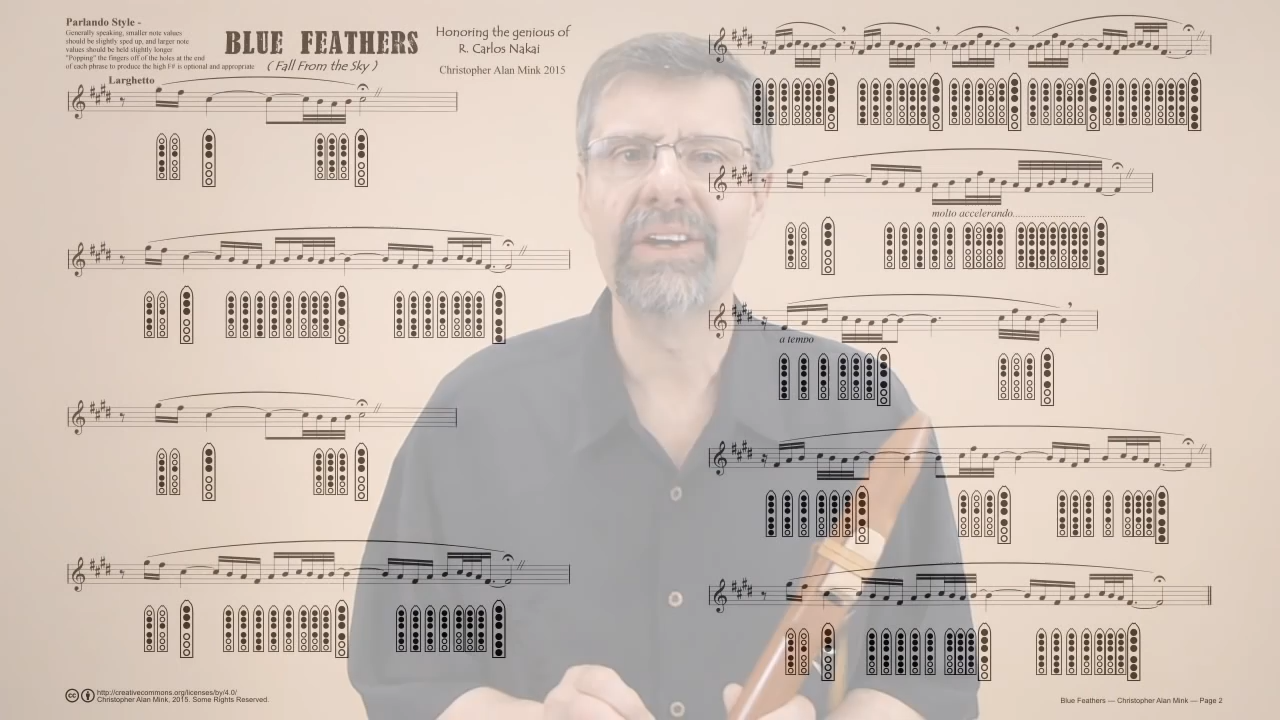 Parlando Style -
Generally speaking, smaller note values
should be slightly sped up, and larger note
values should be held slightly longer
"Popping" the fingers off of the holes at the end
of each phrase to produce the high F# is optional and appropriate
BLUE FEATHERS
( Fall From the Sky )
Honoring the genious of
R. Carlos Nakai
Christopher Alan Mink 2015
Larghetto
molto accelerando
a tempo
http://creativecommons.org/licenses/by/4.0/
Christopher Alan Mink, 2015. Some Rights Reserved.
Blue Feathers — Christopher Alan Mink — Page 2